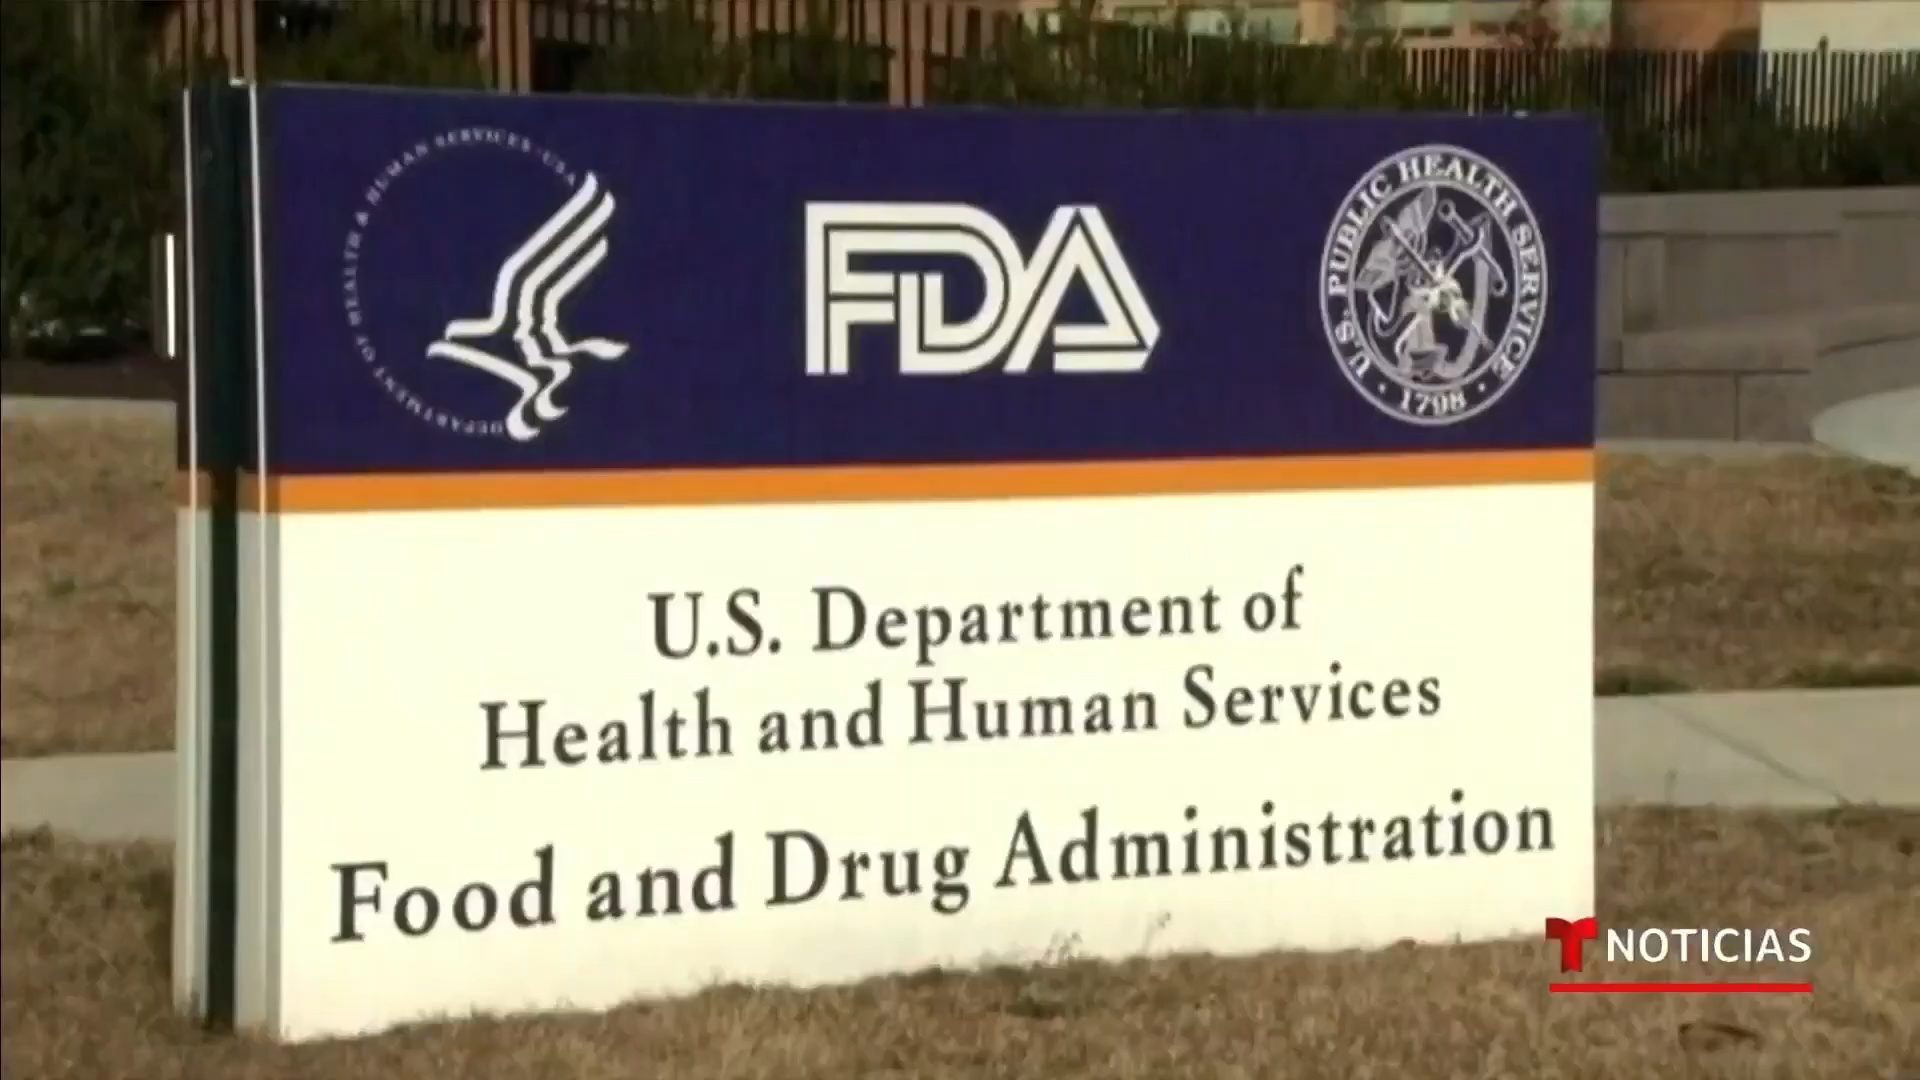 DEPARTMENT OF HEALTH & HUMAN SERVICES · USA
FDA
U.S. PUBLIC HEALTH SERVICE
· 1798 ·
U.S. Department of
Health and Human Services
Food and Drug Administration
NOTICIAS